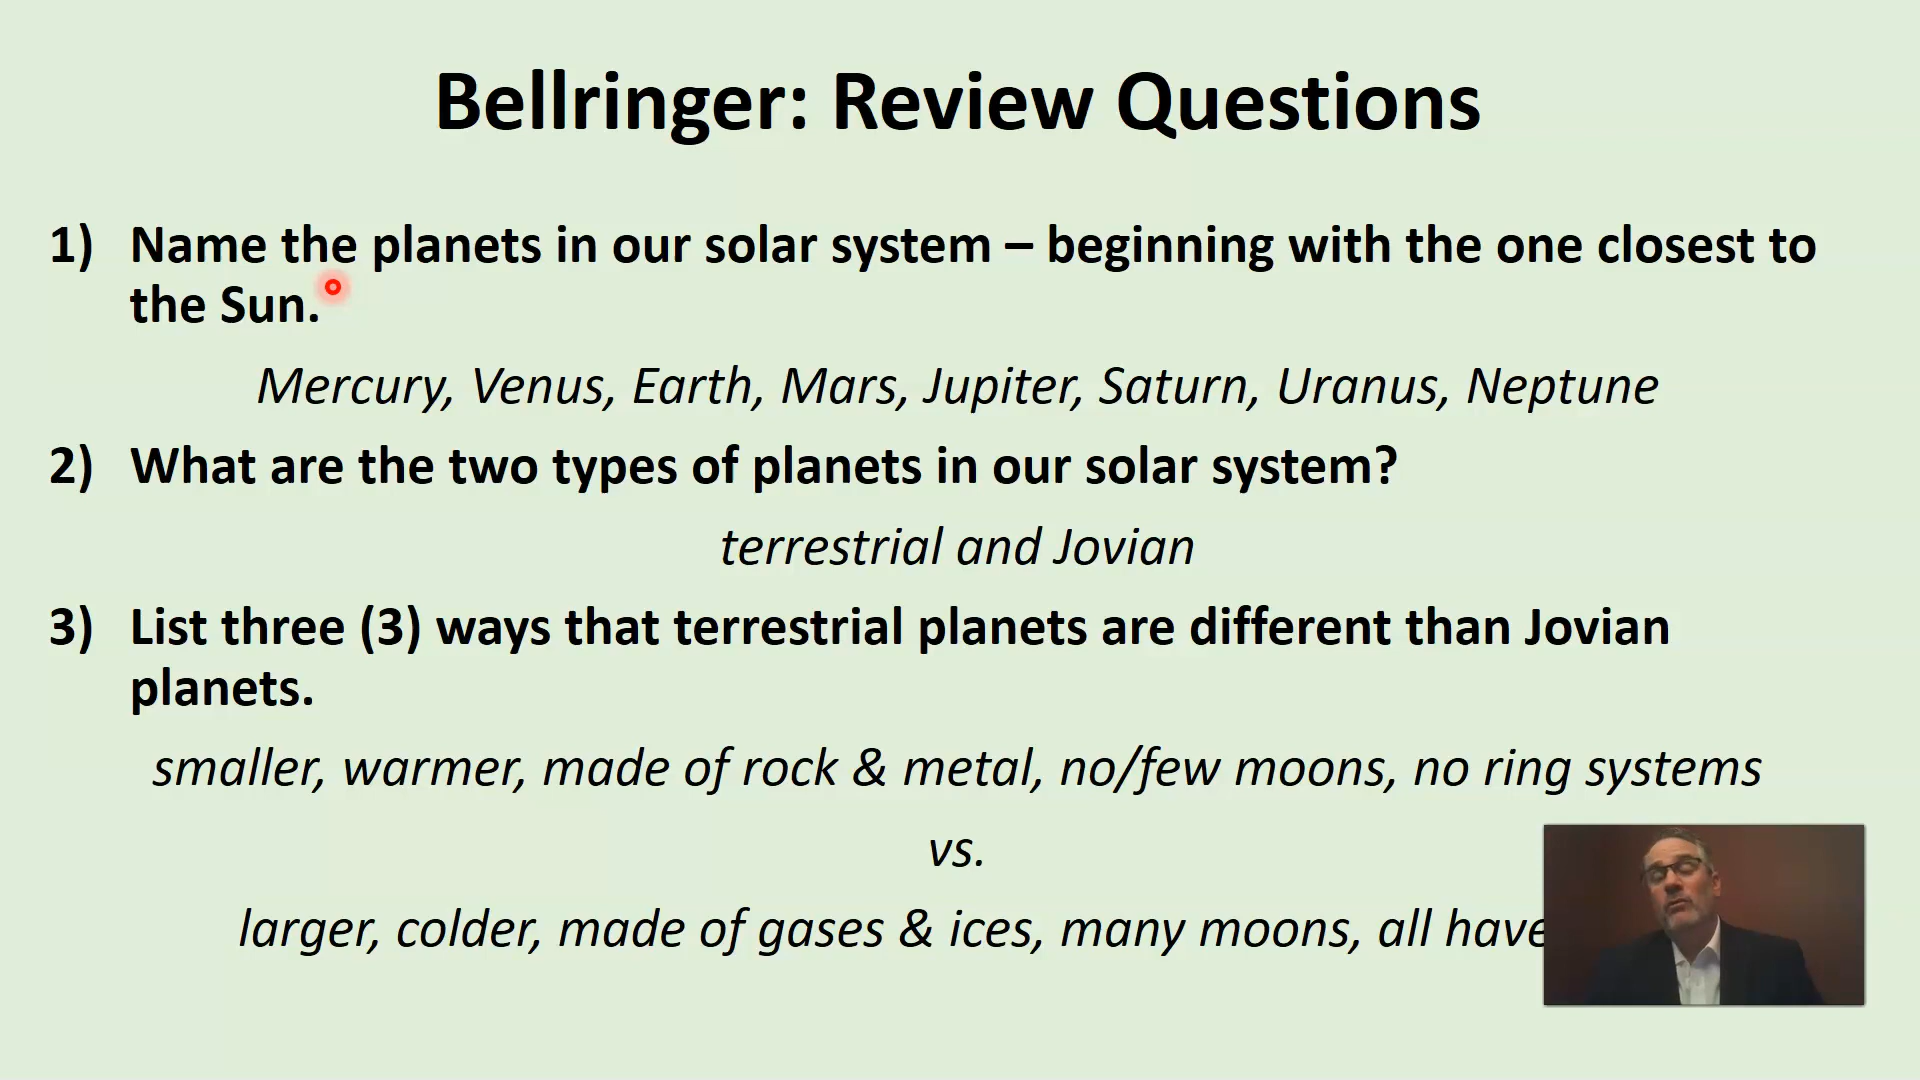 Bellringer: Review Questions
1) Name the planets in our solar system – beginning with the one closest to
the Sun.
Mercury, Venus, Earth, Mars, Jupiter, Saturn, Uranus, Neptune
2) What are the two types of planets in our solar system?
terrestrial and Jovian
3) List three (3) ways that terrestrial planets are different than Jovian
planets.
smaller, warmer, made of rock & metal, no/few moons, no ring systems
vs.
larger, colder, made of gases & ices, many moons, all have